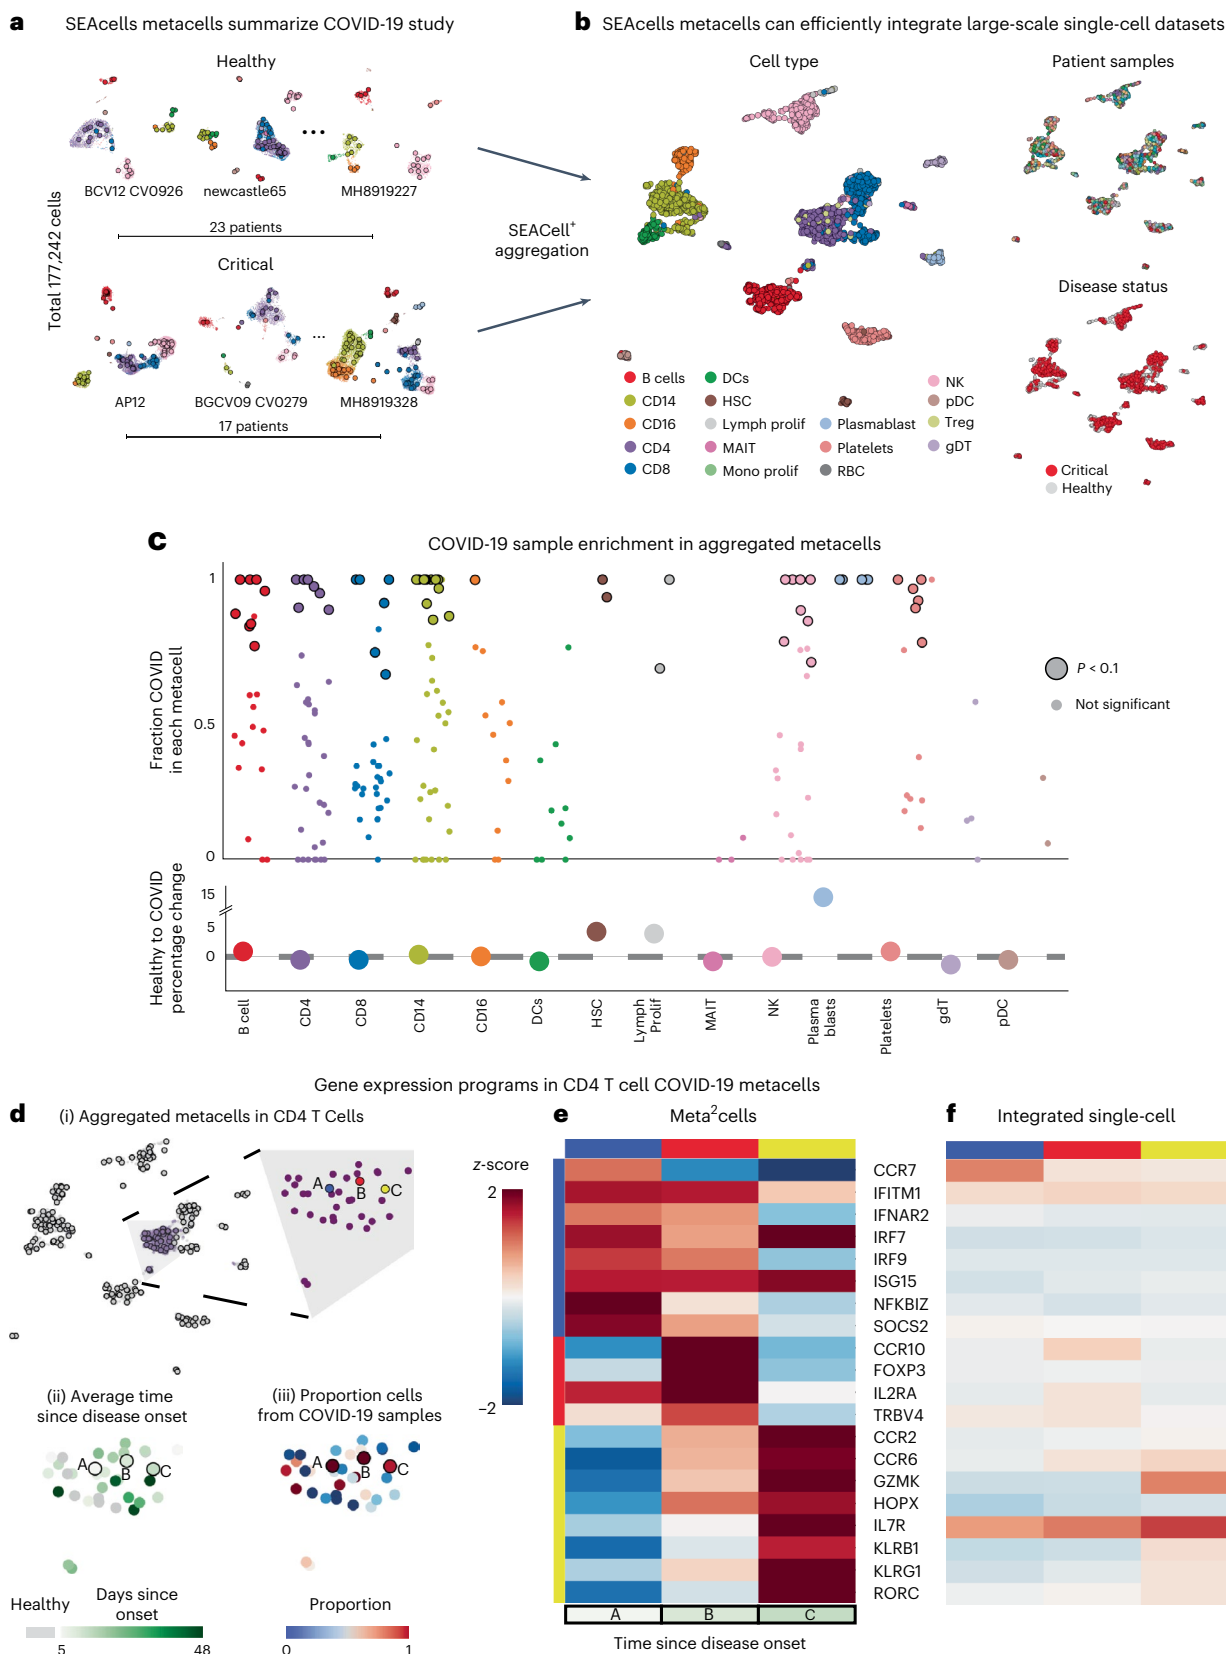 a SEAcells metacells summarize COVID-19 study
Healthy
BCV12 CV0926 newcastle65 MH8919227
23 patients
Total 177,242 cells
Critical
AP12 BGCV09 CV0279 MH8919328
17 patients
SEACell+
aggregation
b SEAcells metacells can efficiently integrate large-scale single-cell datasets
Cell type
Patient samples
Disease status
B cells
CD14
CD16
CD4
CD8
DCs
HSC
Lymph prolif
MAIT
Mono prolif
Plasmablast
Platelets
RBC
NK
pDC
Treg
gDT
Critical
Healthy
c COVID-19 sample enrichment in aggregated metacells
Fraction COVID
in each metacell
1
0.5
0
P < 0.1
Not significant
Healthy to COVID
percentage change
15
5
0
B cell
CD4
CD8
CD14
CD16
DCs
HSC
Lymph
Prolif
MAIT
NK
Plasma
blasts
Platelets
gdT
pDC
Gene expression programs in CD4 T cell COVID-19 metacells
d (i) Aggregated metacells in CD4 T Cells
A B C
(ii) Average time
since disease onset
A B C
Healthy
Days since
onset
5 48
(iii) Proportion cells
from COVID-19 samples
A B C
Proportion
0 1
e Meta2cells
z-score
2
−2
f Integrated single-cell
CCR7
IFITM1
IFNAR2
IRF7
IRF9
ISG15
NFKBIZ
SOCS2
CCR10
FOXP3
IL2RA
TRBV4
CCR2
CCR6
GZMK
HOPX
IL7R
KLRB1
KLRG1
RORC
A B C
Time since disease onset